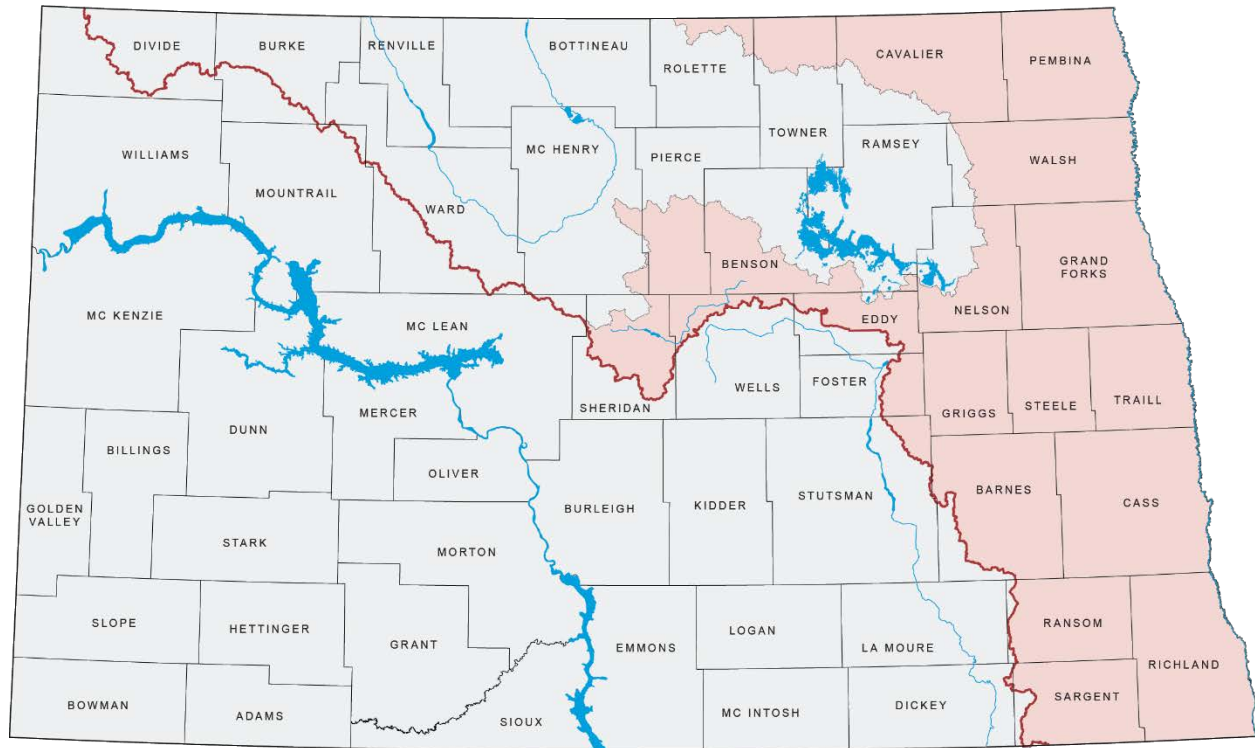 DIVIDE
BURKE
RENVILLE
BOTTINEAU
ROLETTE
CAVALIER
PEMBINA
TOWNER
RAMSEY
WALSH
WILLIAMS
MC HENRY
PIERCE
MOUNTRAIL
WARD
BENSON
GRAND
FORKS
MC KENZIE
MC LEAN
EDDY
NELSON
WELLS
FOSTER
SHERIDAN
MERCER
GRIGGS
STEELE
TRAILL
DUNN
BILLINGS
OLIVER
GOLDEN
VALLEY
BURLEIGH
KIDDER
STUTSMAN
BARNES
CASS
STARK
MORTON
SLOPE
HETTINGER
GRANT
EMMONS
LOGAN
LA MOURE
RANSOM
RICHLAND
BOWMAN
ADAMS
SIOUX
MC INTOSH
DICKEY
SARGENT